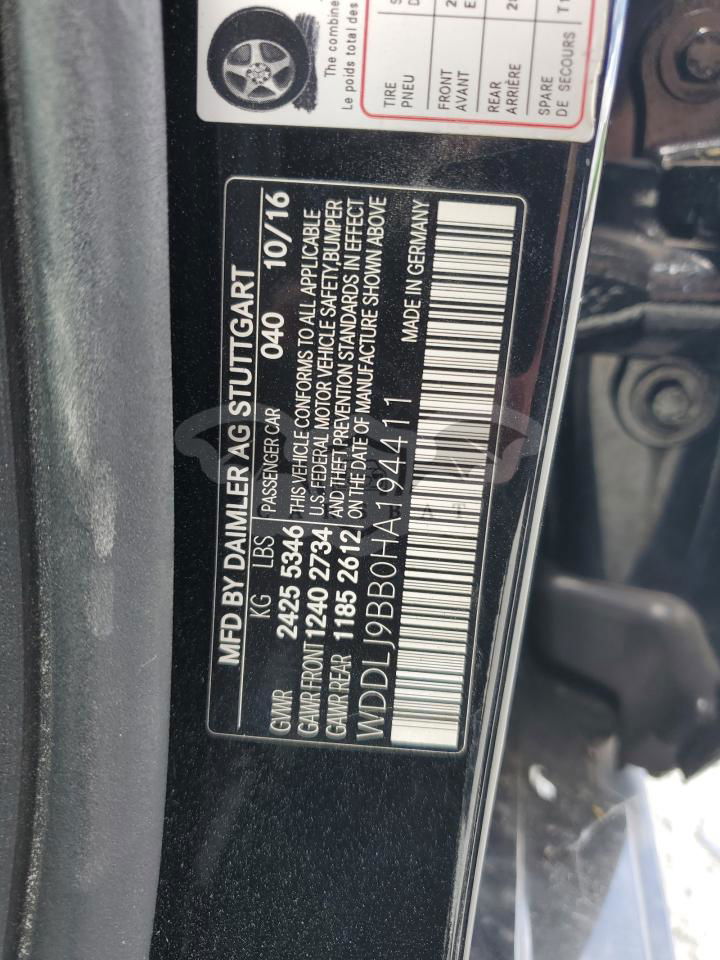 The combine
Le poids total des
TIRE
PNEU
FRONT
AVANT
REAR
ARRIÈRE
SPARE
DE SECOURS
MFD BY DAIMLER AG STUTTGART
KG LBS PASSENGER CAR 040 10/16
GVWR 2425 5346 THIS VEHICLE CONFORMS TO ALL APPLICABLE
GAWR FRONT 1240 2734 U.S. FEDERAL MOTOR VEHICLE SAFETY,BUMPER
GAWR REAR 1185 2612 AND THEFT PREVENTION STANDARDS IN EFFECT
ON THE DATE OF MANUFACTURE SHOWN ABOVE
WDDLJ9BB0HA194411 MADE IN GERMANY